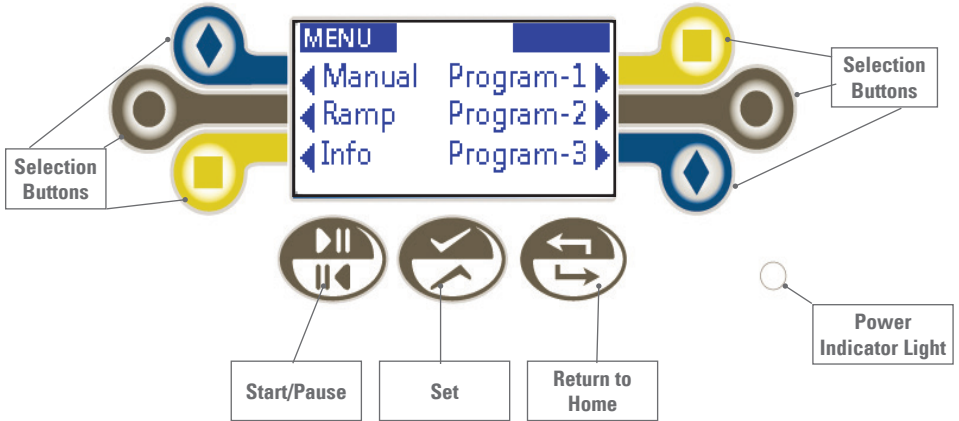 MENU
Manual Program-1
Ramp Program-2
Info Program-3
Selection
Buttons
Selection
Buttons
Start/Pause
Set
Return to
Home
Power
Indicator Light